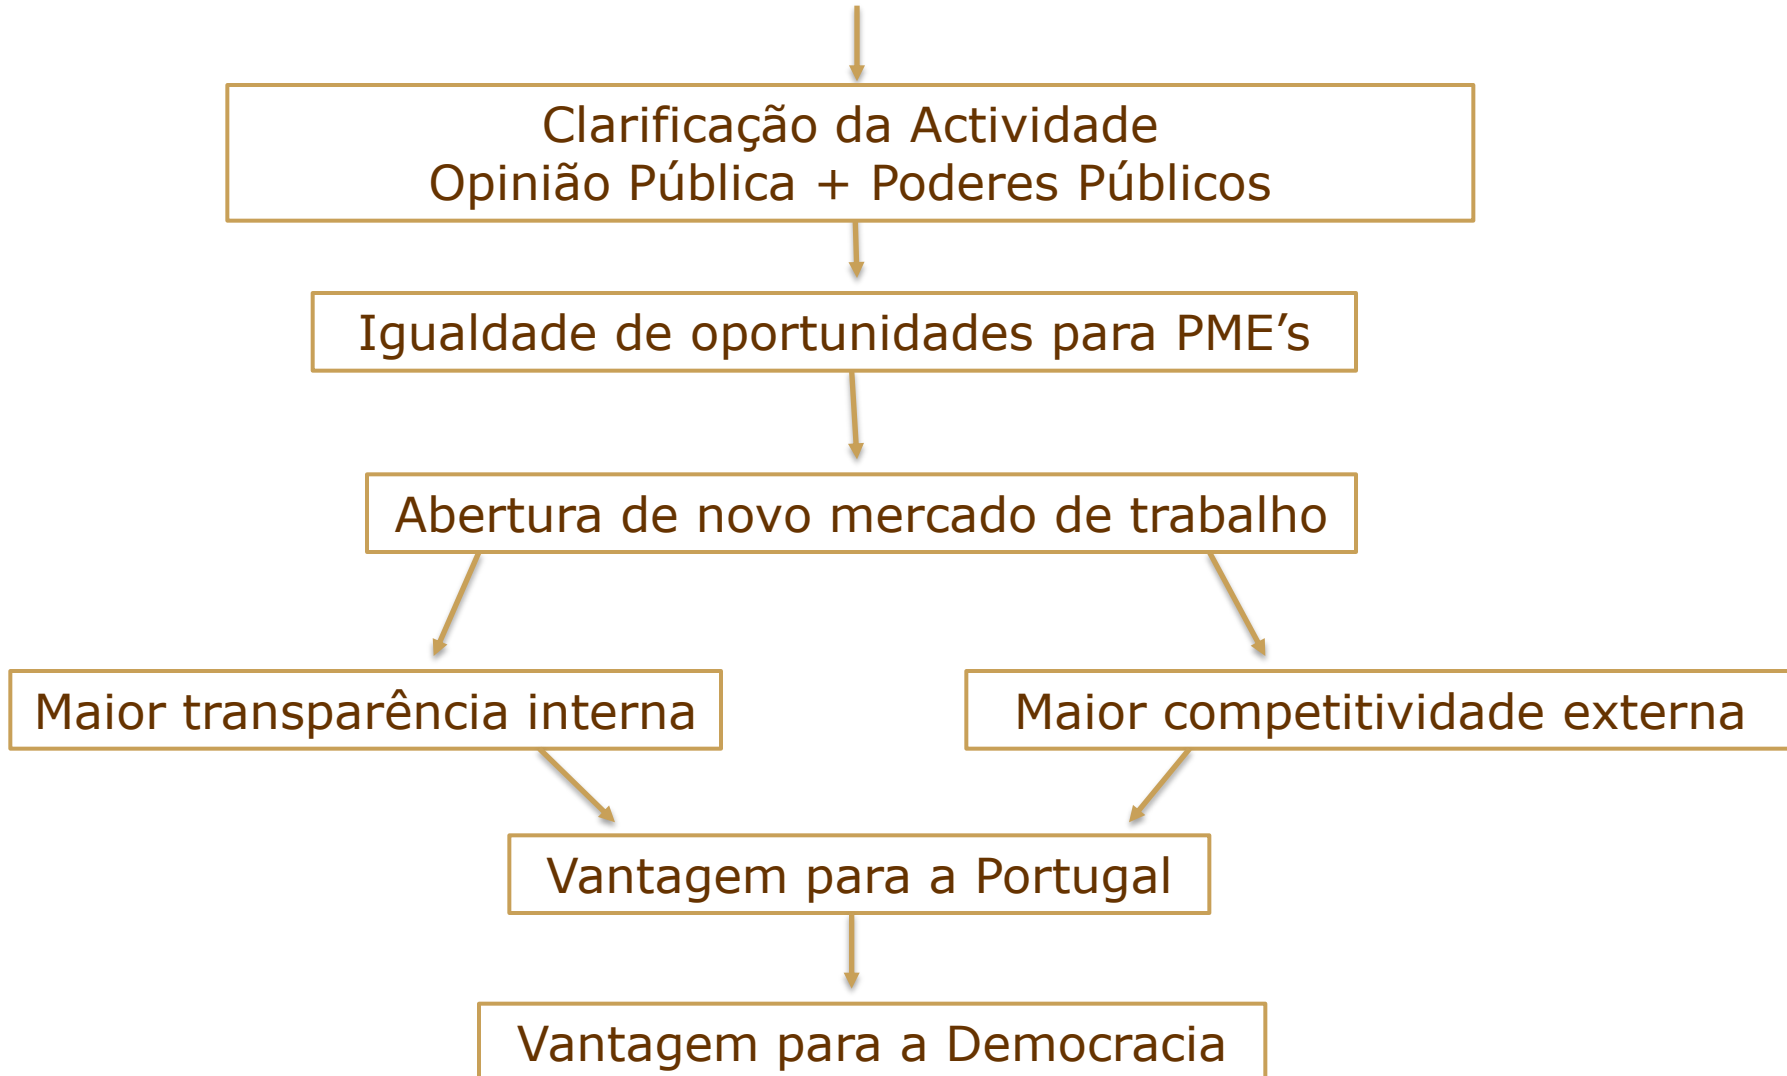 Clarificação da Actividade
Opinião Pública + Poderes Públicos
Igualdade de oportunidades para PME’s
Abertura de novo mercado de trabalho
Maior transparência interna
Maior competitividade externa
Vantagem para a Portugal
Vantagem para a Democracia